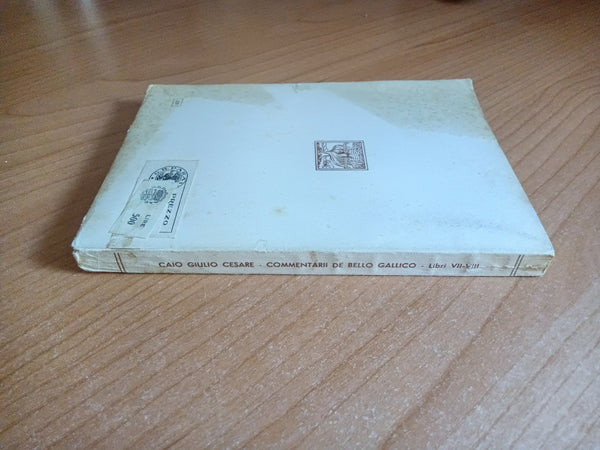 CAIO GIULIO CESARE - COMMENTARII DE BELLO GALLICO - Libri VII-VIII
PREZZO
LIRE
500